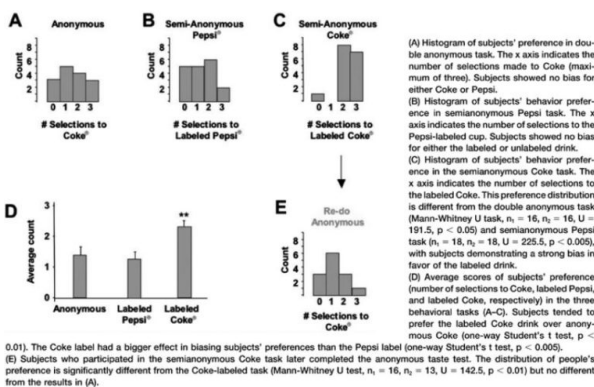 A
Anonymous
Count
8
6
4
2
0 1 2 3
# Selections to
Coke®
B
Semi-Anonymous
Pepsi®
Count
8
6
4
2
0 1 2 3
# Selections to
Labeled Pepsi®
C
Semi-Anonymous
Coke®
Count
8
6
4
2
0 1 2 3
# Selections to
Labeled Coke®
D
Average count
3
2
1
0
**
Anonymous
Labeled
Pepsi®
Labeled
Coke®
E
Re-do
Anonymous
Count
8
6
4
2
0 1 2 3
# Selections to
Coke®
(A) Histogram of subjects' preference in dou-
ble anonymous task. The x axis indicates the
number of selections made to Coke (maxi-
mum of three). Subjects showed no bias for
either Coke or Pepsi.
(B) Histogram of subjects' behavior prefer-
ence in semianonymous Pepsi task. The x
axis indicates the number of selections to the
Pepsi-labeled cup. Subjects showed no bias
for either the labeled or unlabeled drink.
(C) Histogram of subjects' behavior prefer-
ence in the semianonymous Coke task. The
x axis indicates the number of selections to
the labeled Coke. This preference distribution
is different from the double anonymous task
(Mann-Whitney U task, n₁ = 16, n₂ = 16, U =
191.5, p < 0.05) and semianonymous Pepsi
task (n₁ = 18, n₂ = 18, U = 225.5, p < 0.005),
with subjects demonstrating a strong bias in
favor of the labeled drink.
(D) Average scores of subjects' preference
(number of selections to Coke, labeled Pepsi,
and labeled Coke, respectively) in the three
behavioral tasks (A–C). Subjects tended to
prefer the labeled Coke drink over anony-
mous Coke (one-way Student's t test, p <
0.01). The Coke label had a bigger effect in biasing subjects' preferences than the Pepsi label (one-way Student's t test, p < 0.005).
(E) Subjects who participated in the semianonymous Coke task later completed the anonymous taste test. The distribution of people's
preference is significantly different from the Coke-labeled task (Mann-Whitney U test, n₁ = 16, n₂ = 13, U = 142.5, p < 0.01) but no different
from the results in (A).